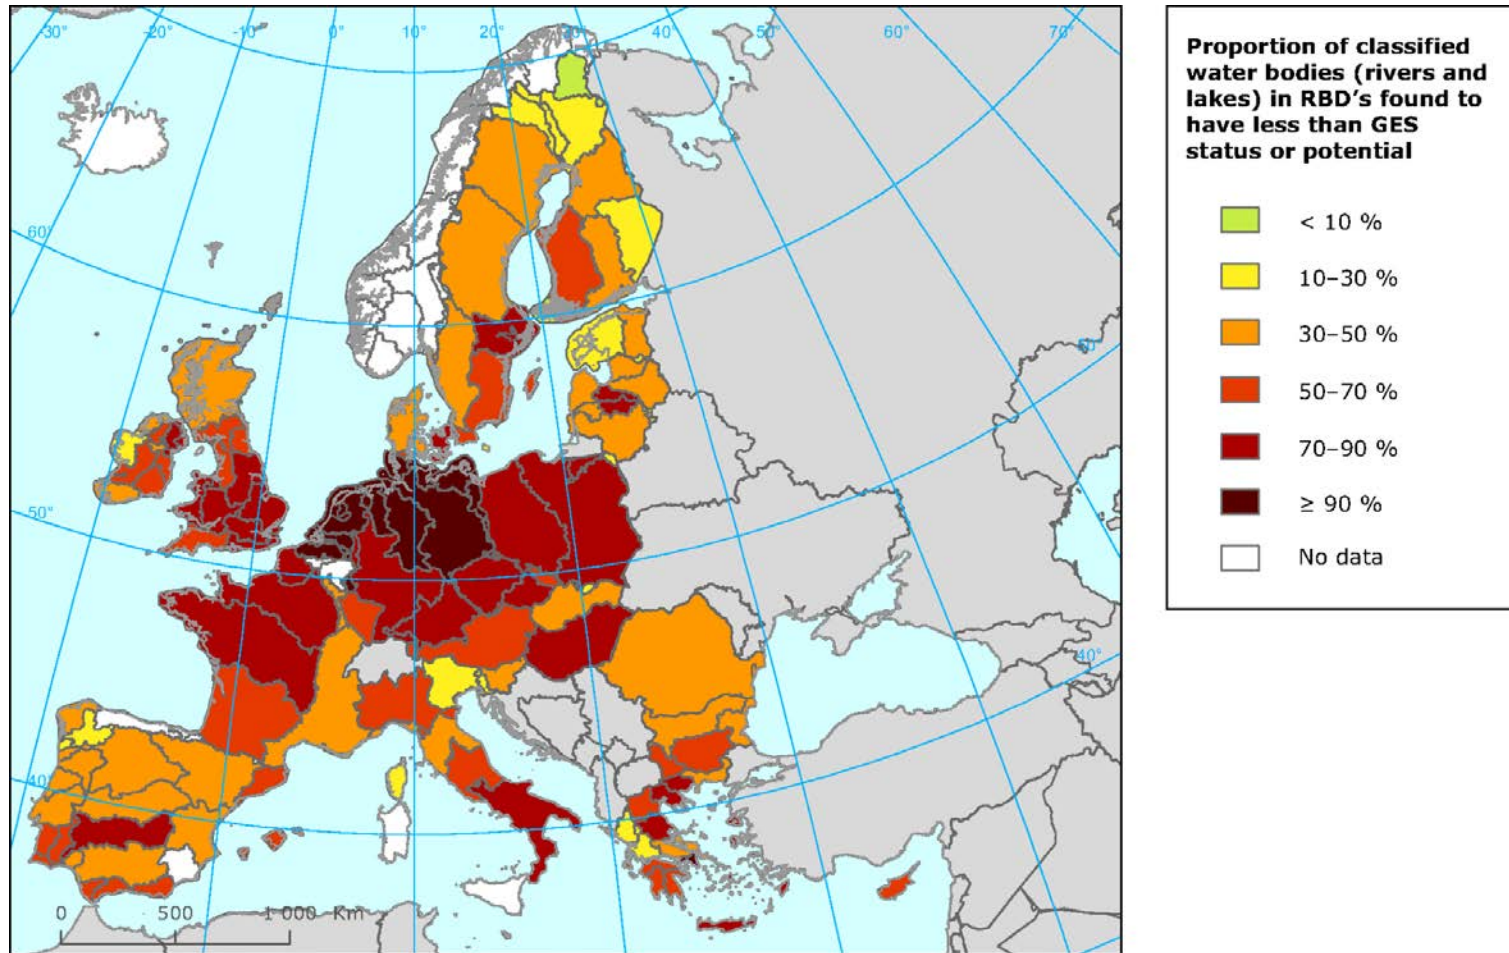 -30° -20° -10° 0° 10° 20° 30° 40° 50° 60° 70°
60°
50°
50°
40°
40°
0 500 1 000 Km
Proportion of classified
water bodies (rivers and
lakes) in RBD's found to
have less than GES
status or potential
< 10 %
10–30 %
30–50 %
50–70 %
70–90 %
≥ 90 %
No data